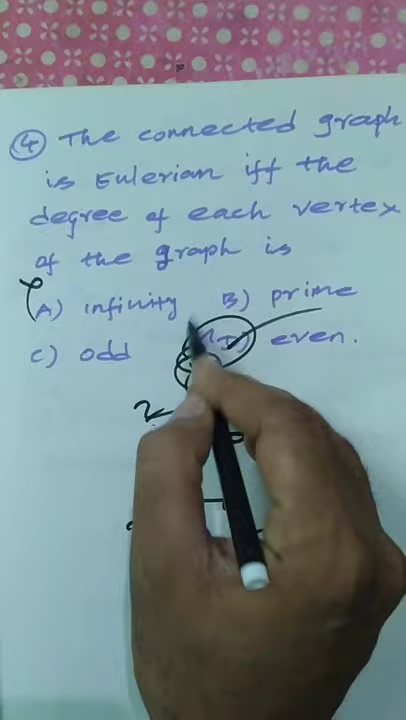 ④ The connected graph
is Eulerian iff the
degree of each vertex
of the graph is
A) infinity B) prime
C) odd D) even.